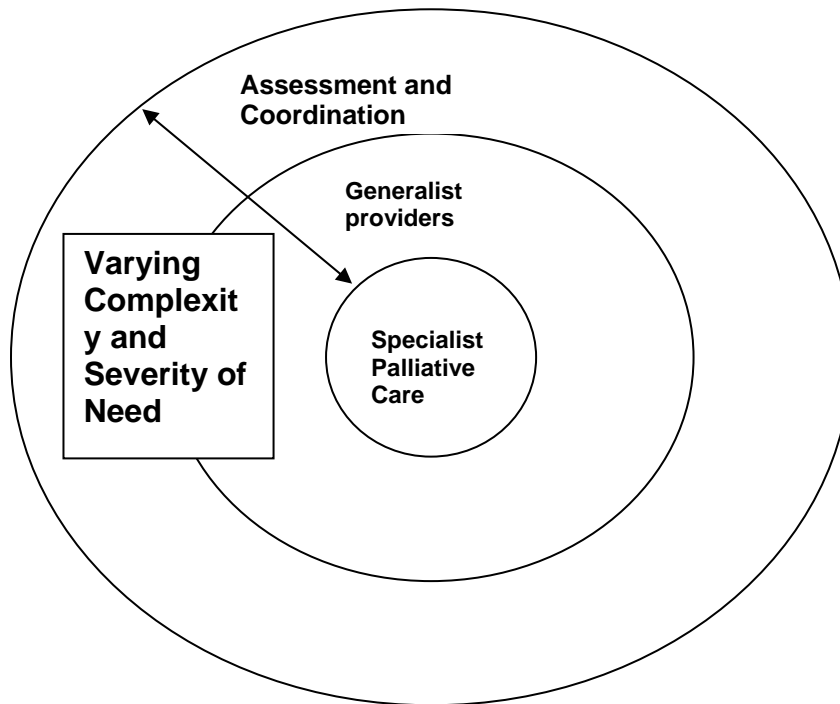 Assessment and
Coordination
Generalist
providers
Varying
Complexit
y and
Severity of
Need
Specialist
Palliative
Care